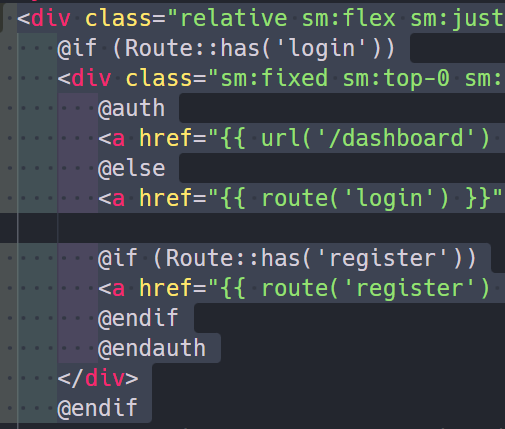 <div class="relative sm:flex sm:just
@if (Route::has('login'))
<div class="sm:fixed sm:top-0 sm:
@auth
<a href="{{ url('/dashboard')
@else
<a href="{{ route('login') }}"
@if (Route::has('register'))
<a href="{{ route('register')
@endif
@endauth
</div>
@endif